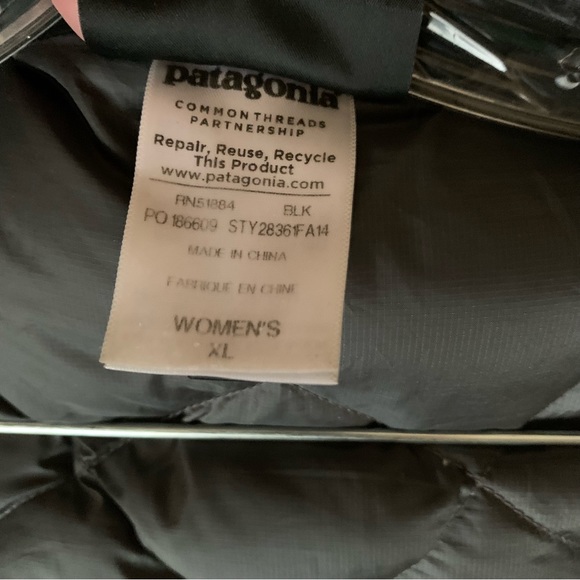 patagonia
COMMONTHREADS
PARTNERSHIP
Repair, Reuse, Recycle
This Product
www.patagonia.com
RN51884 BLK
PO 186609 STY28361FA14
MADE IN CHINA
FABRIQUE EN CHINE
WOMEN'S
XL